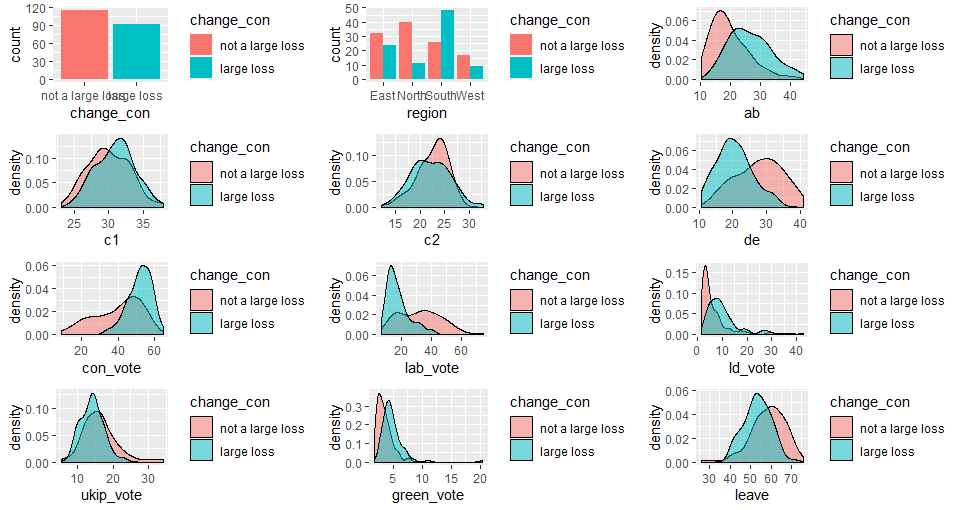 count
120
90
60
30
0
not a large loss large loss
change_con
change_con
not a large loss
large loss
count
50
40
30
20
10
0
East North South West
region
change_con
not a large loss
large loss
density
0.06
0.04
0.02
0.00
10 20 30 40
ab
change_con
not a large loss
large loss
density
0.10
0.05
0.00
25 30 35
c1
change_con
not a large loss
large loss
density
0.10
0.05
0.00
15 20 25 30
c2
change_con
not a large loss
large loss
density
0.06
0.04
0.02
0.00
10 20 30 40
de
change_con
not a large loss
large loss
density
0.06
0.04
0.02
0.00
20 40 60
con_vote
change_con
not a large loss
large loss
density
0.06
0.04
0.02
0.00
20 40 60
lab_vote
change_con
not a large loss
large loss
density
0.15
0.10
0.05
0.00
0 10 20 30 40
ld_vote
change_con
not a large loss
large loss
density
0.10
0.05
0.00
10 20 30
ukip_vote
change_con
not a large loss
large loss
density
0.3
0.2
0.1
0.0
5 10 15 20
green_vote
change_con
not a large loss
large loss
density
0.06
0.04
0.02
0.00
30 40 50 60 70
leave
change_con
not a large loss
large loss